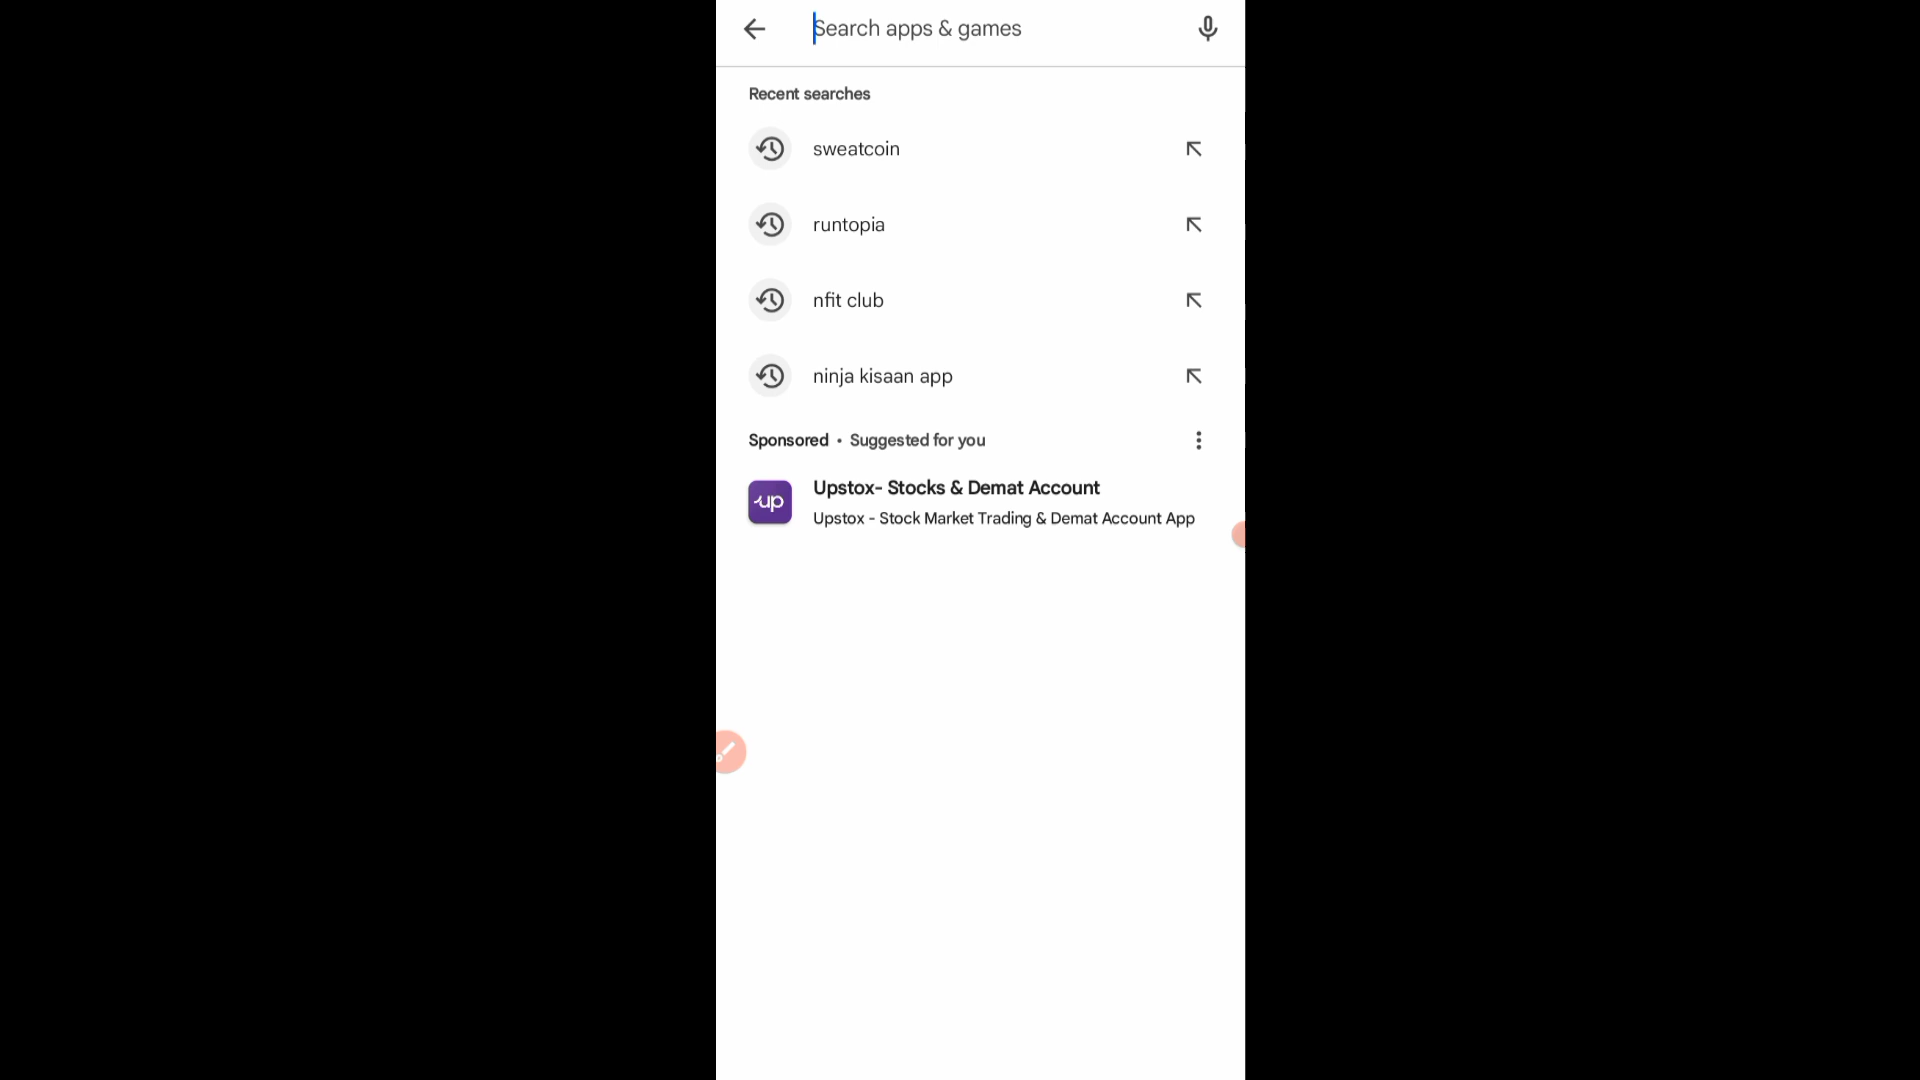 Search apps & games
Recent searches
sweatcoin
runtopia
nfit club
ninja kisaan app
Sponsored • Suggested for you
up
Upstox- Stocks & Demat Account
Upstox - Stock Market Trading & Demat Account App